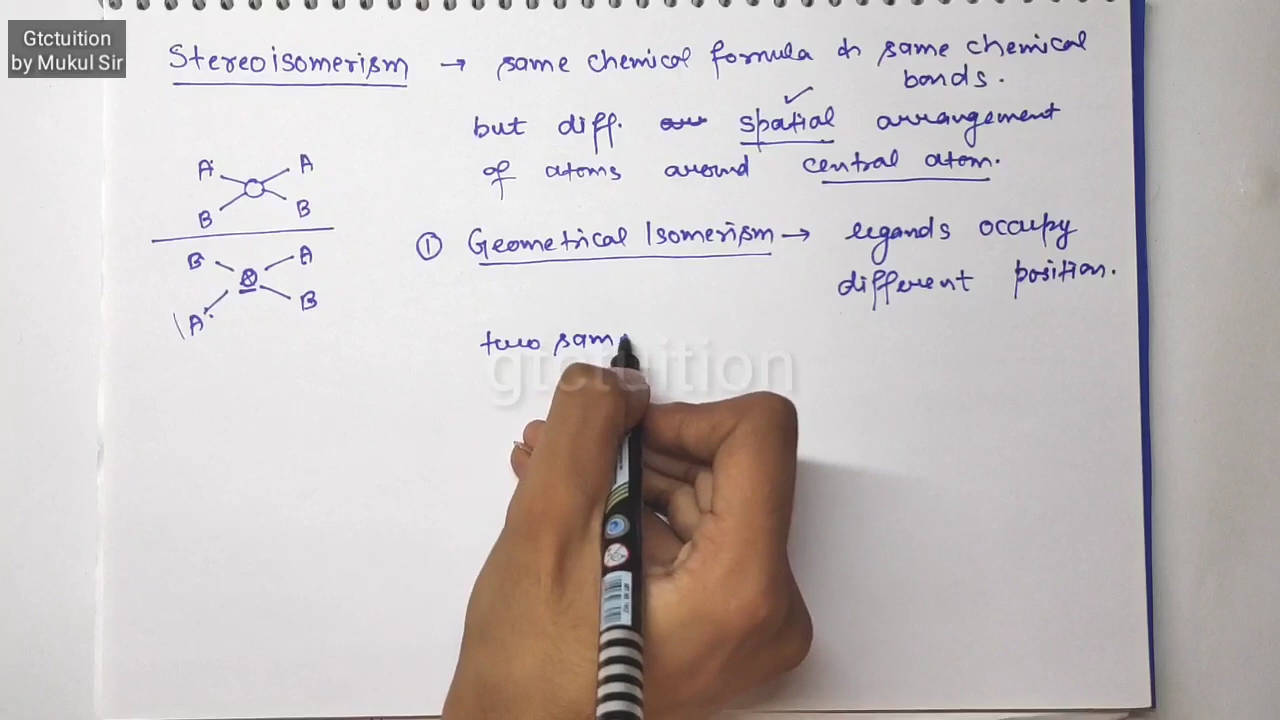 Gtctuition
by Mukul Sir
Stereoisomerism → same chemical formula & same chemical
bonds.
but diff. spatial arrangement
of atoms around central atom.
A A
B B
B A
A B
① Geometrical Isomerism → ligands occupy
different position.
two sam
gtctuition